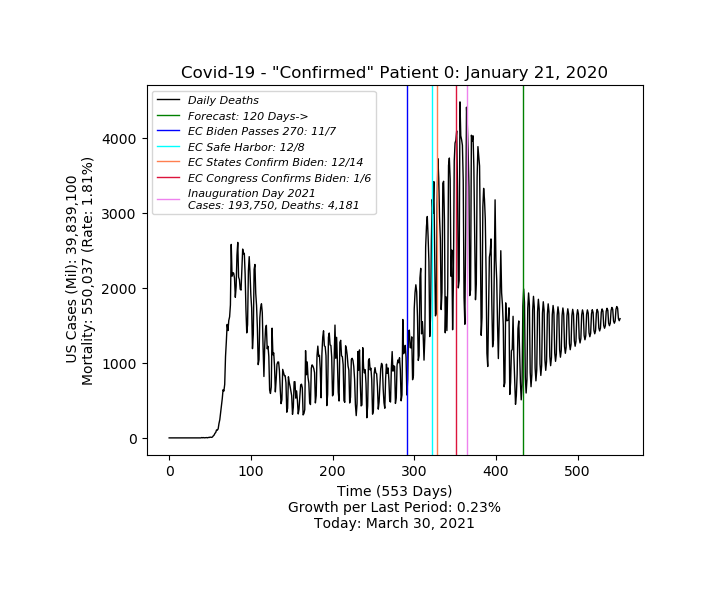 Covid-19 - "Confirmed" Patient 0: January 21, 2020
Daily Deaths
Forecast: 120 Days->
EC Biden Passes 270: 11/7
EC Safe Harbor: 12/8
EC States Confirm Biden: 12/14
EC Congress Confirms Biden: 1/6
Inauguration Day 2021
Cases: 193,750, Deaths: 4,181
US Cases (Mil): 39,839,100
Mortality: 550,037 (Rate: 1.81%)
4000
3000
2000
1000
0
0 100 200 300 400 500
Time (553 Days)
Growth per Last Period: 0.23%
Today: March 30, 2021